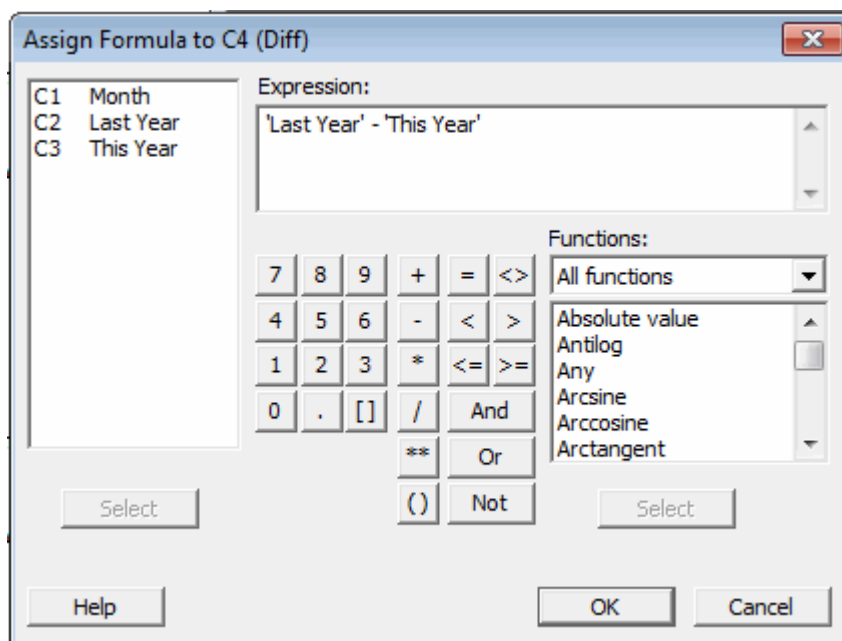 Assign Formula to C4 (Diff)
C1 Month
C2 Last Year
C3 This Year
Select
Expression:
'Last Year' - 'This Year'
Functions:
All functions
7 8 9 + = <>
4 5 6 - < >
1 2 3 * <= >=
0 . [] / And
** Or
() Not
Absolute value
Antilog
Any
Arcsine
Arccosine
Arctangent
Select
Help
OK
Cancel